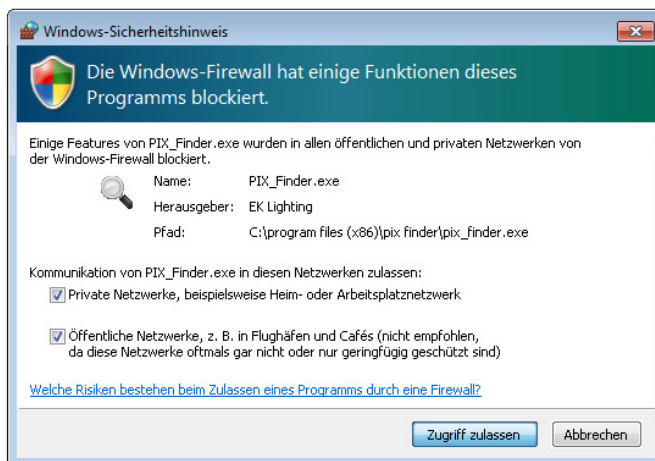 Windows-Sicherheitshinweis
Die Windows-Firewall hat einige Funktionen dieses
Programms blockiert.
Einige Features von PIX_Finder.exe wurden in allen öffentlichen und privaten Netzwerken von
der Windows-Firewall blockiert.
Name: PIX_Finder.exe
Herausgeber: EK Lighting
Pfad: C:\program files (x86)\pix finder\pix_finder.exe
Kommunikation von PIX_Finder.exe in diesen Netzwerken zulassen:
Private Netzwerke, beispielsweise Heim- oder Arbeitsplatznetzwerk
Öffentliche Netzwerke, z. B. in Flughäfen und Cafés (nicht empfohlen,
da diese Netzwerke oftmals gar nicht oder nur geringfügig geschützt sind)
Welche Risiken bestehen beim Zulassen eines Programms durch eine Firewall?
Zugriff zulassen Abbrechen